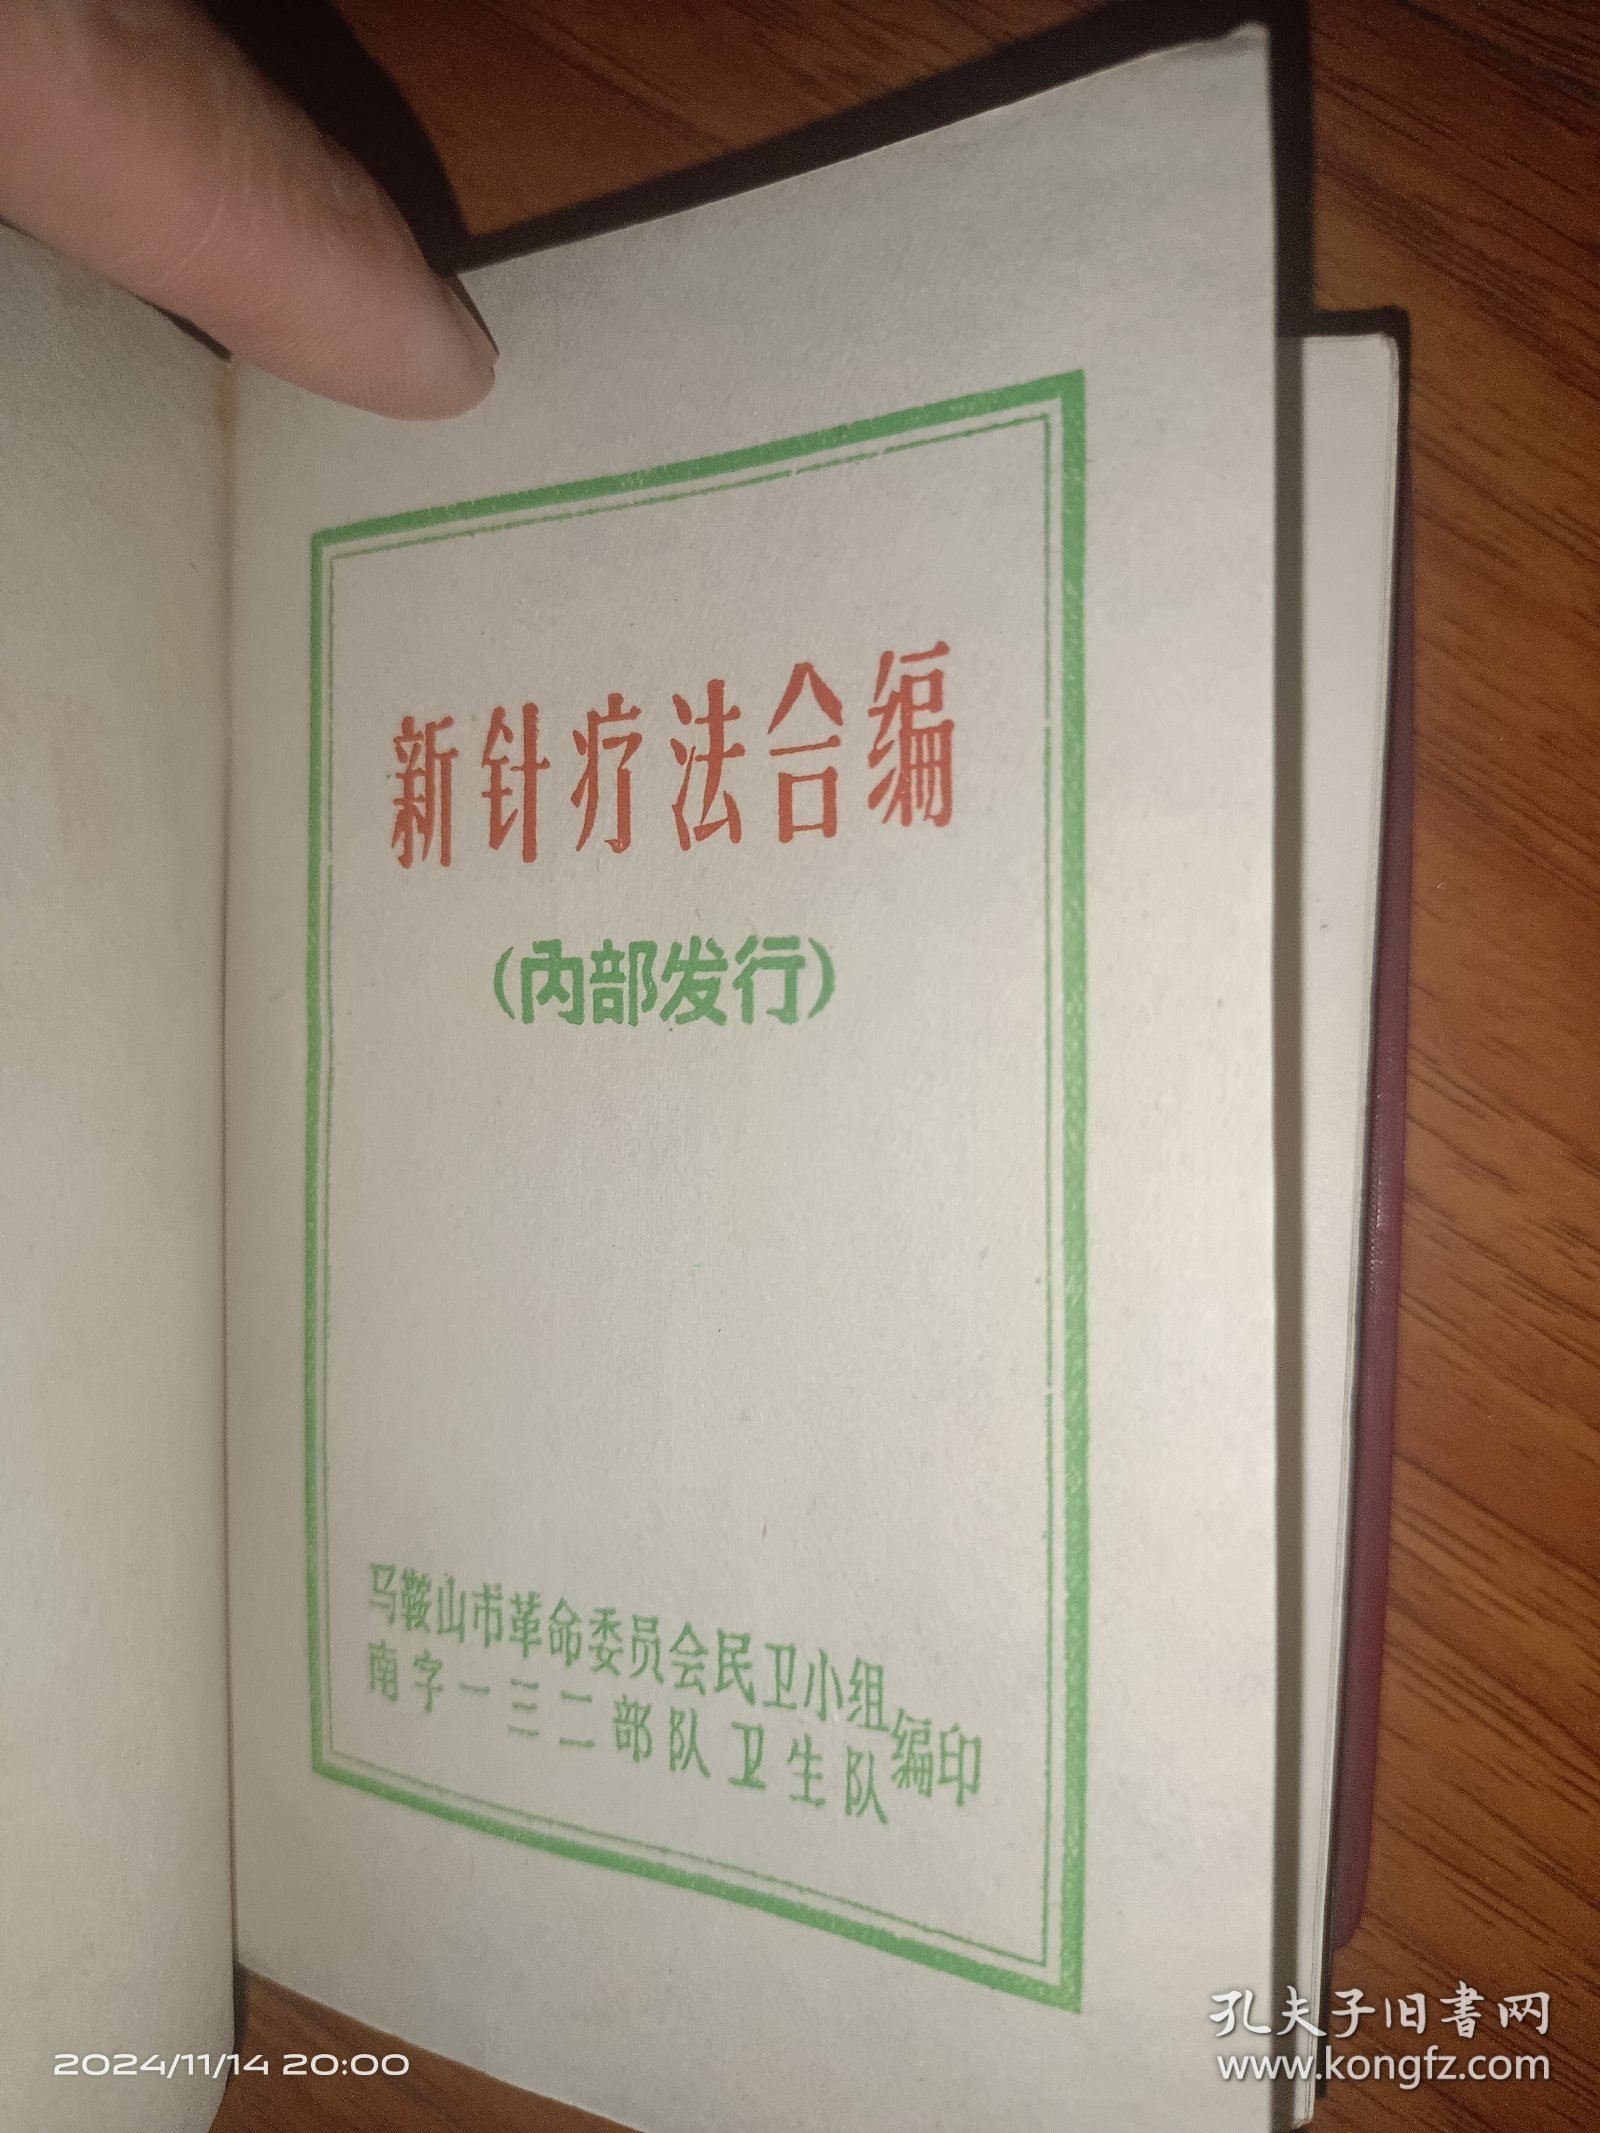 新针疗法合编
(内部发行)
马鞍山市革命委员会民卫小组
南字一三二部队卫生队
编印
2024/11/14 20:00
孔夫子旧书网
www.kongfz.com